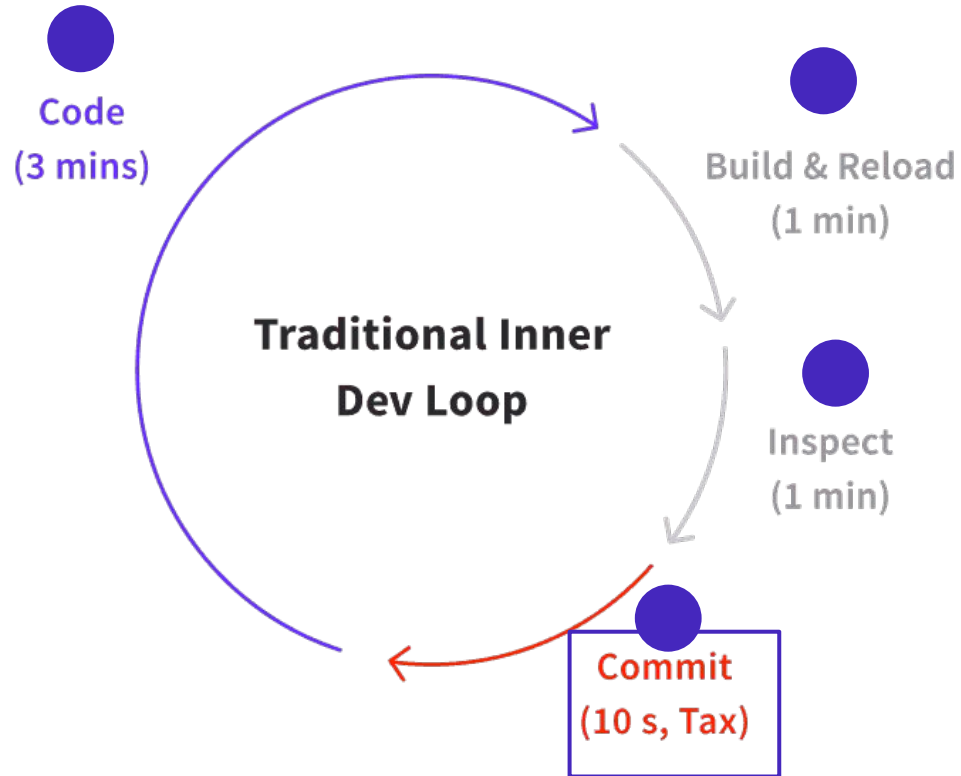 Code
(3 mins)
Build & Reload
(1 min)
Traditional Inner
Dev Loop
Inspect
(1 min)
Commit
(10 s, Tax)